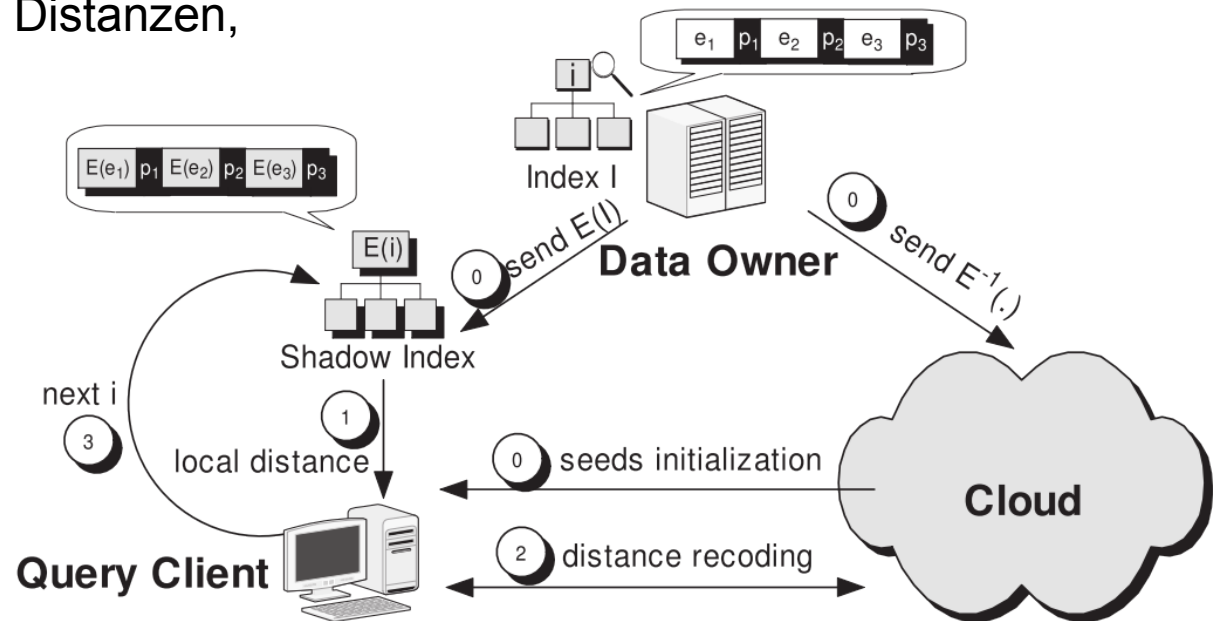 Distanzen,
e₁ p₁ e₂ p₂ e₃ p₃
i
Index I
E(e₁) p₁ E(e₂) p₂ E(e₃) p₃
0 send E(I)
Data Owner
0 send E⁻¹(.)
E(i)
Shadow Index
next i
3
1
local distance
0 seeds initialization
Cloud
2 distance recoding
Query Client